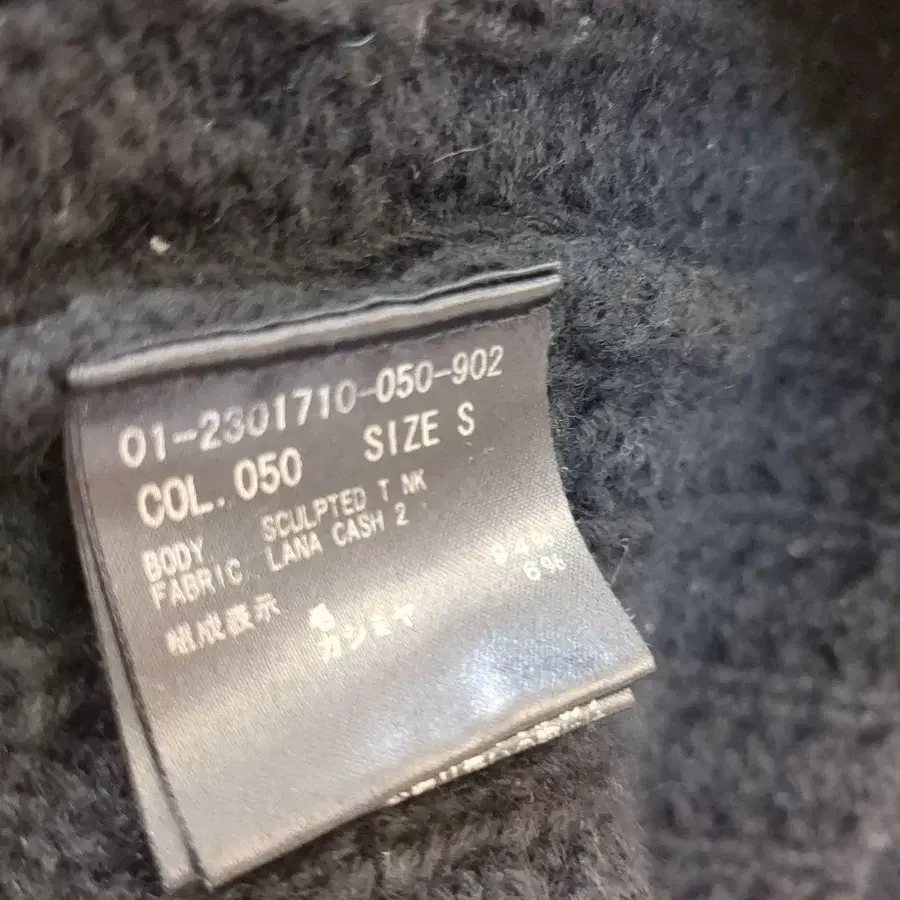 01-2301710-050-902
COL.050 SIZE S
BODY SCULPTED T NK
FABRIC LANA CASH 2
組成表示 毛 94%
カシミヤ 6%